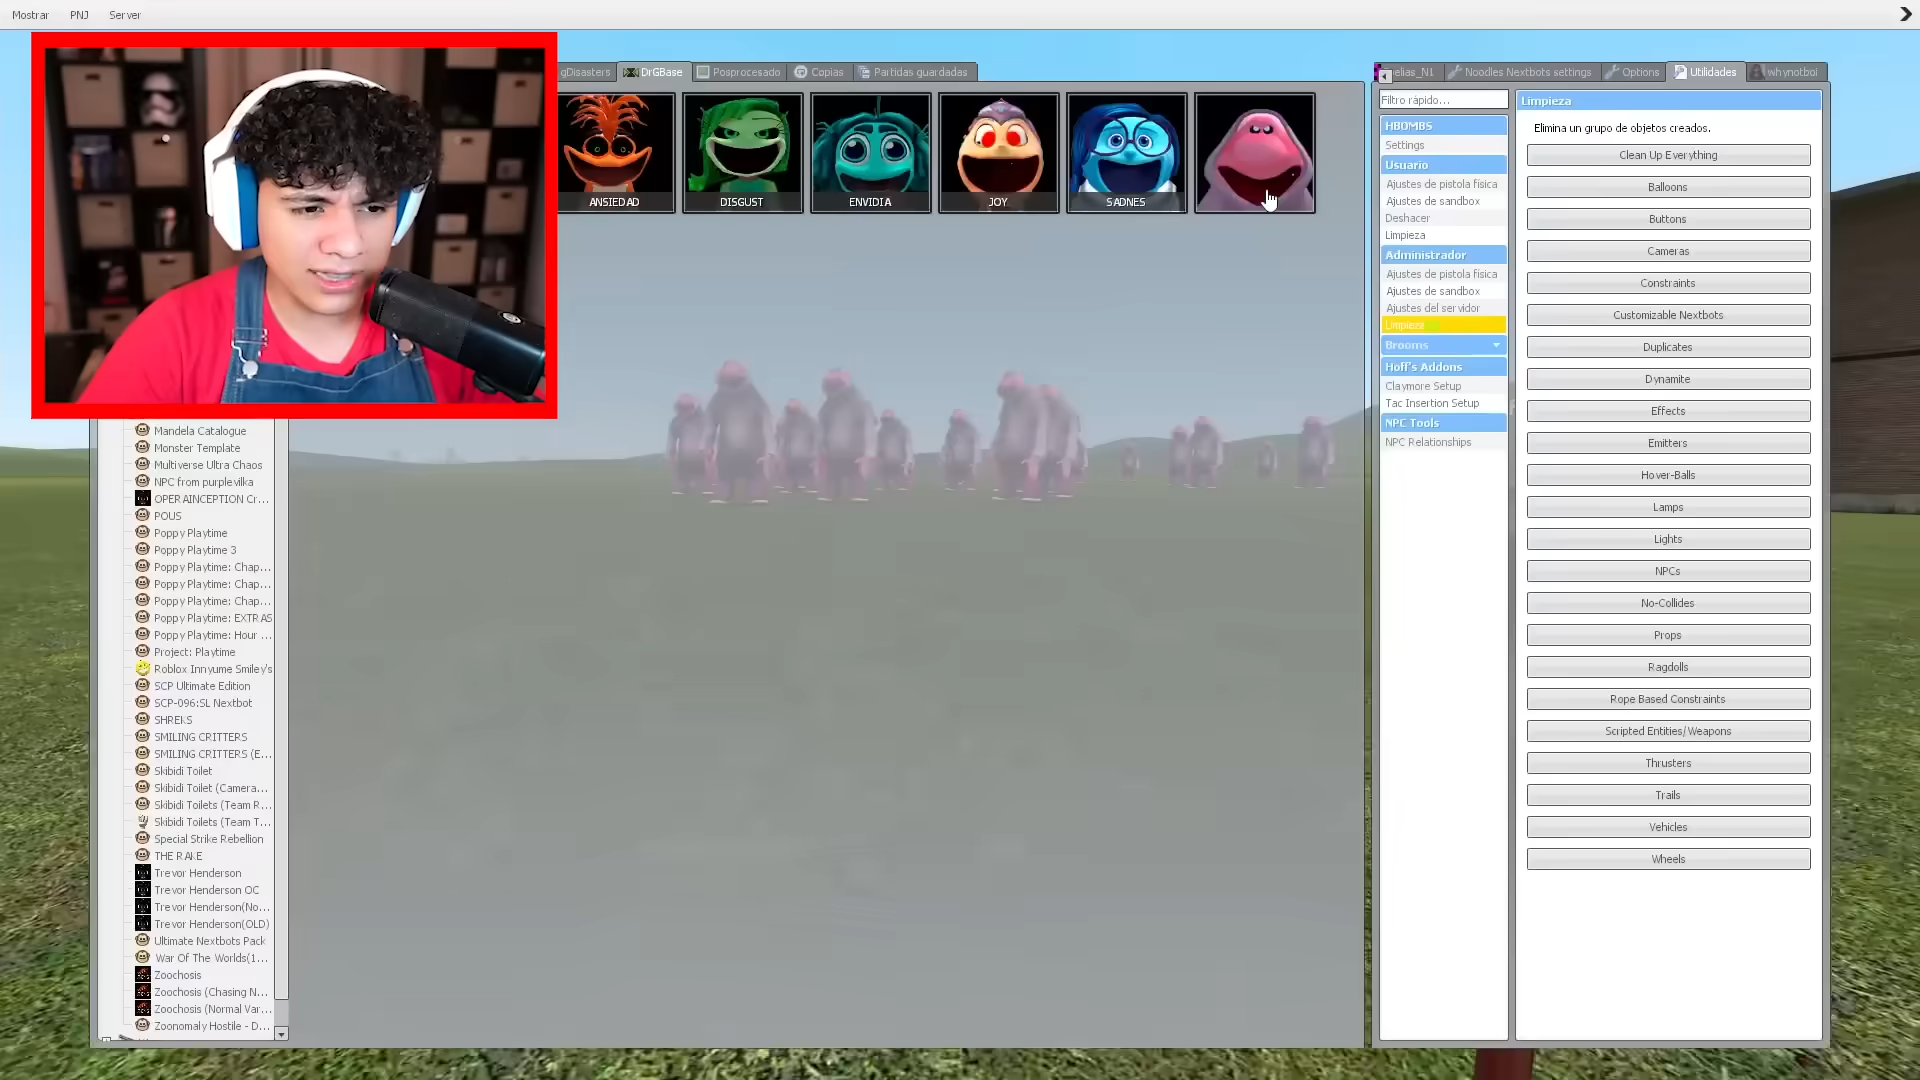 Mostrar PNJ Server
gDisasters DrGBase Posprocesado Copias Partidas guardadas
elias_N1 Noodles Nextbots settings Options Utilidades whynotboi
ANSIEDAD DISGUST ENVIDIA JOY SADNES
Mandela Catalogue
Monster Template
Multiverse Ultra Chaos
NPC from purplevilka
OPERAINCEPTION Cr...
POUS
Poppy Playtime
Poppy Playtime 3
Poppy Playtime: Chap...
Poppy Playtime: Chap...
Poppy Playtime: Chap...
Poppy Playtime: EXTRAS
Poppy Playtime: Hour ...
Project: Playtime
Roblox Innyume Smiley's
SCP Ultimate Edition
SCP-096:SL Nextbot
SHREKS
SMILING CRITTERS
SMILING CRITTERS (E...
Skibidi Toilet
Skibidi Toilet (Camera...
Skibidi Toilets (Team R...
Skibidi Toilets (Team T...
Special Strike Rebellion
THE RAKE
Trevor Henderson
Trevor Henderson OC
Trevor Henderson(No...
Trevor Henderson(OLD)
Ultimate Nextbots Pack
War Of The Worlds(1...
Zoochosis
Zoochosis (Chasing N...
Zoochosis (Normal Var...
Zoonomaly Hostile - D...
Filtro rápido...
HBOMBS
Settings
Usuario
Ajustes de pistola física
Ajustes de sandbox
Deshacer
Limpieza
Administrador
Ajustes de pistola física
Ajustes de sandbox
Ajustes del servidor
Limpieza
Brooms
Hoff's Addons
Claymore Setup
Tac Insertion Setup
NPC Tools
NPC Relationships
Limpieza
Elimina un grupo de objetos creados.
Clean Up Everything
Balloons
Buttons
Cameras
Constraints
Customizable Nextbots
Duplicates
Dynamite
Effects
Emitters
Hover-Balls
Lamps
Lights
NPCs
No-Collides
Props
Ragdolls
Rope Based Constraints
Scripted Entities/Weapons
Thrusters
Trails
Vehicles
Wheels